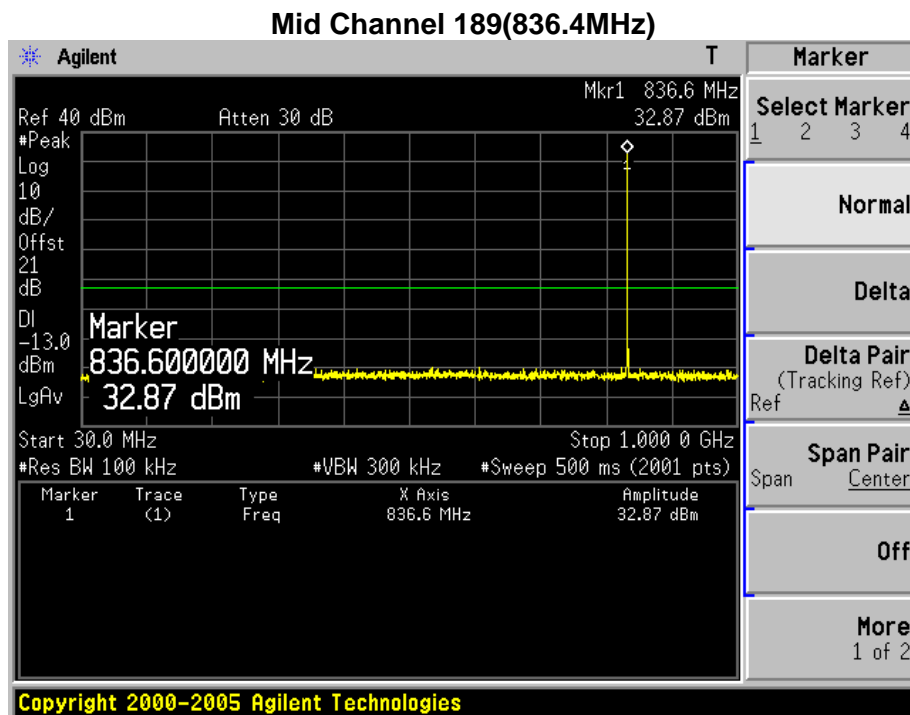 Mid Channel 189(836.4MHz)
Agilent T
Mkr1 836.6 MHz
Ref 40 dBm Atten 30 dB 32.87 dBm
#Peak
Log
10
dB/
Offst
21
dB
DI
-13.0
dBm
LgAv
1
Marker
836.600000 MHz
32.87 dBm
Start 30.0 MHz Stop 1.000 0 GHz
#Res BW 100 kHz #VBW 300 kHz #Sweep 500 ms (2001 pts)
Marker Trace Type X Axis Amplitude
1 (1) Freq 836.6 MHz 32.87 dBm
Marker
Select Marker
1 2 3 4
Normal
Delta
Delta Pair
(Tracking Ref)
Ref Δ
Span Pair
Span Center
Off
More
1 of 2
Copyright 2000-2005 Agilent Technologies